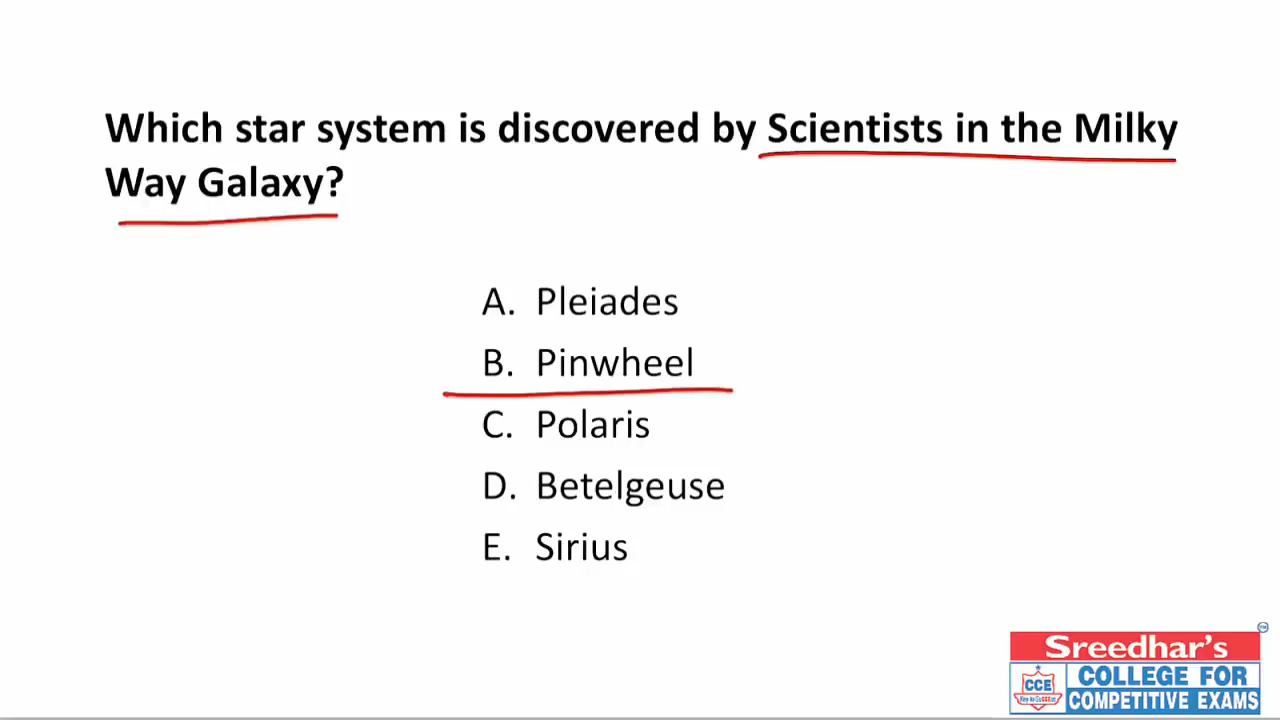 Which star system is discovered by Scientists in the Milky
Way Galaxy?
A. Pleiades
B. Pinwheel
C. Polaris
D. Betelgeuse
E. Sirius
Sreedhar's
CCE
COLLEGE FOR
COMPETITIVE EXAMS